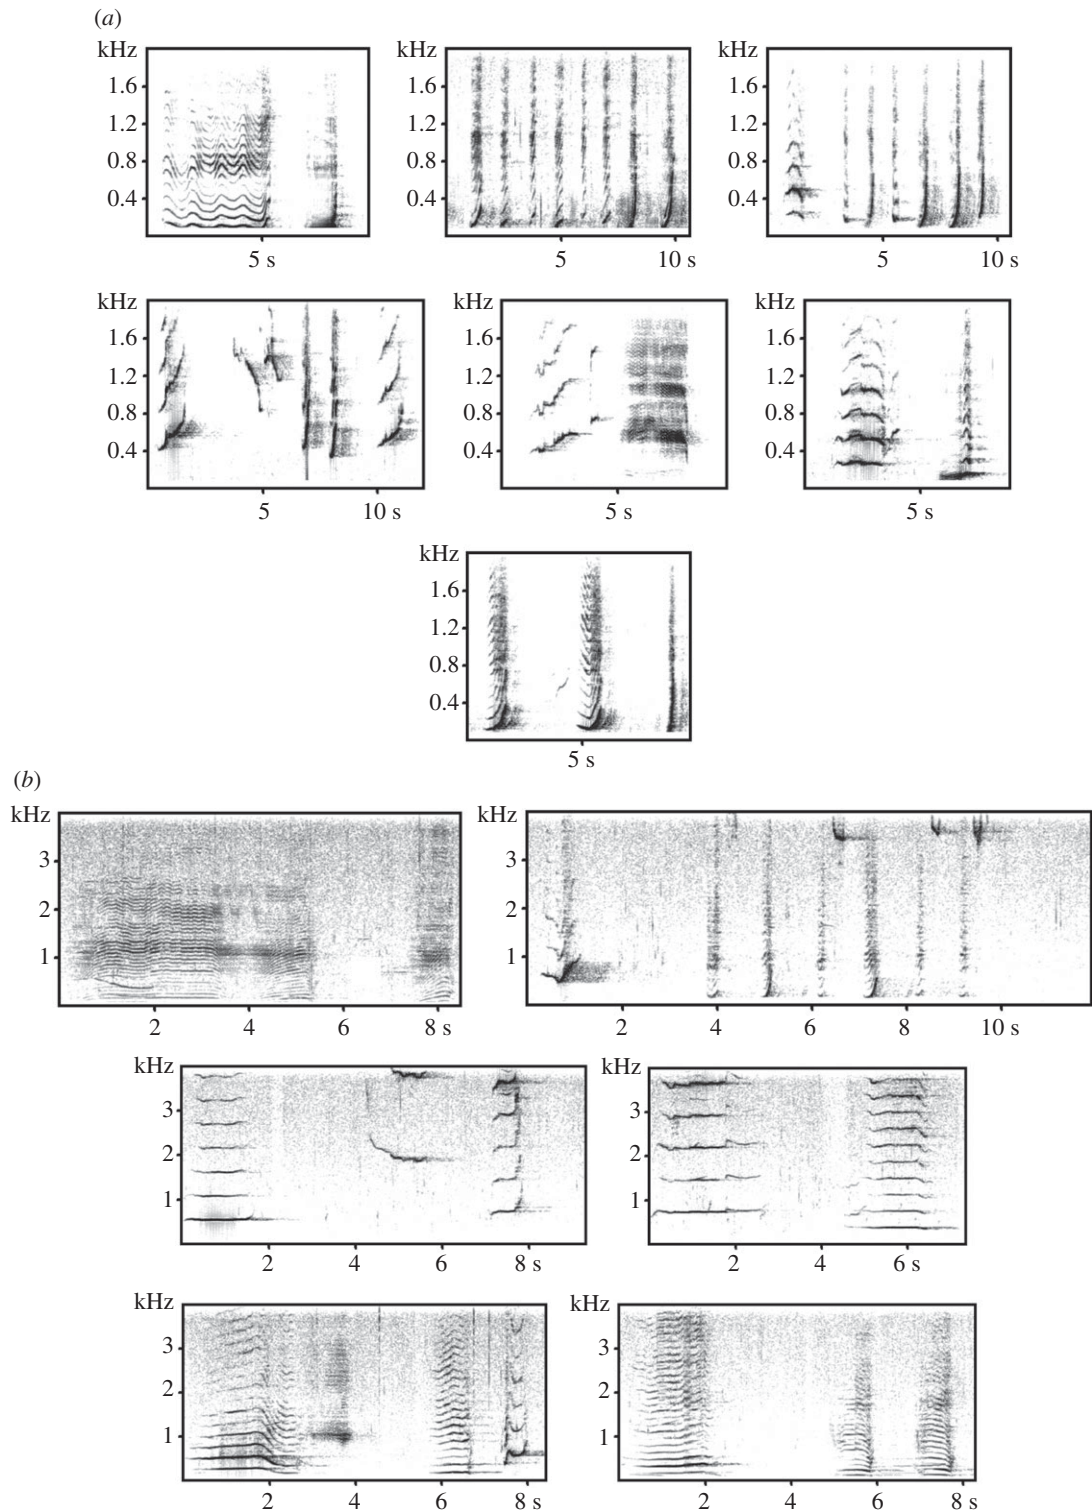 (a)
kHz kHz kHz
1.6 1.6 1.6
1.2 1.2 1.2
0.8 0.8 0.8
0.4 0.4 0.4
5 s 5 10 s 5 10 s
kHz kHz kHz
1.6 1.6 1.6
1.2 1.2 1.2
0.8 0.8 0.8
0.4 0.4 0.4
5 10 s 5 s 5 s
kHz
1.6
1.2
0.8
0.4
5 s
(b)
kHz kHz
3 3
2 2
1 1
2 4 6 8 s 2 4 6 8 10 s
kHz kHz
3 3
2 2
1 1
2 4 6 8 s 2 4 6 s
kHz kHz
3 3
2 2
1 1
2 4 6 8 s 2 4 6 8 s